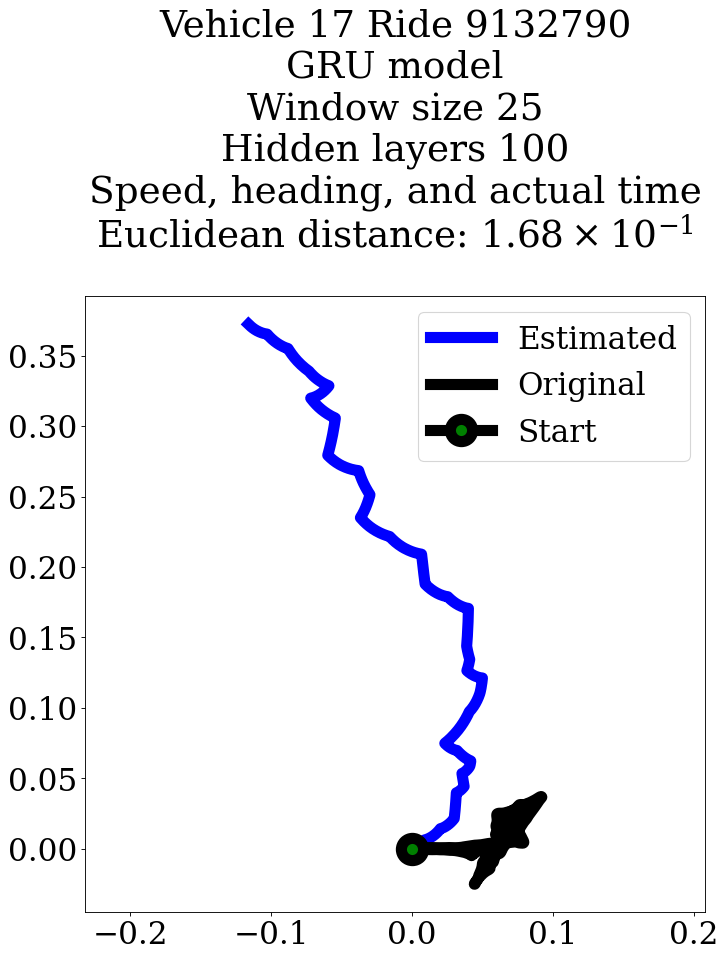 Vehicle 17 Ride 9132790
GRU model
Window size 25
Hidden layers 100
Speed, heading, and actual time
Euclidean distance: 1.68 × 10⁻¹
Estimated
Original
Start
0.35
0.30
0.25
0.20
0.15
0.10
0.05
0.00
−0.2
−0.1
0.0
0.1
0.2